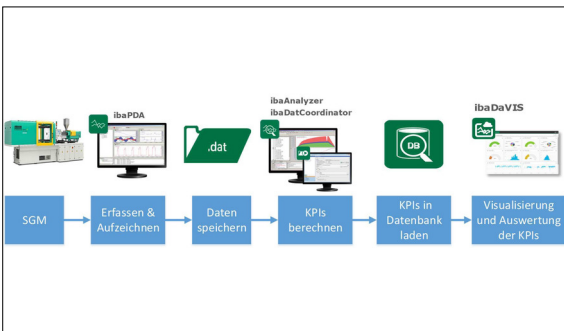 ibaPDA
.dat
ibaAnalyzer
ibaDatCoordinator
DB
ibaDaVIS
SGM
Erfassen &
Aufzeichnen
Daten
speichern
KPIs
berechnen
KPIs in
Datenbank
laden
Visualisierung
und Auswertung
der KPIs